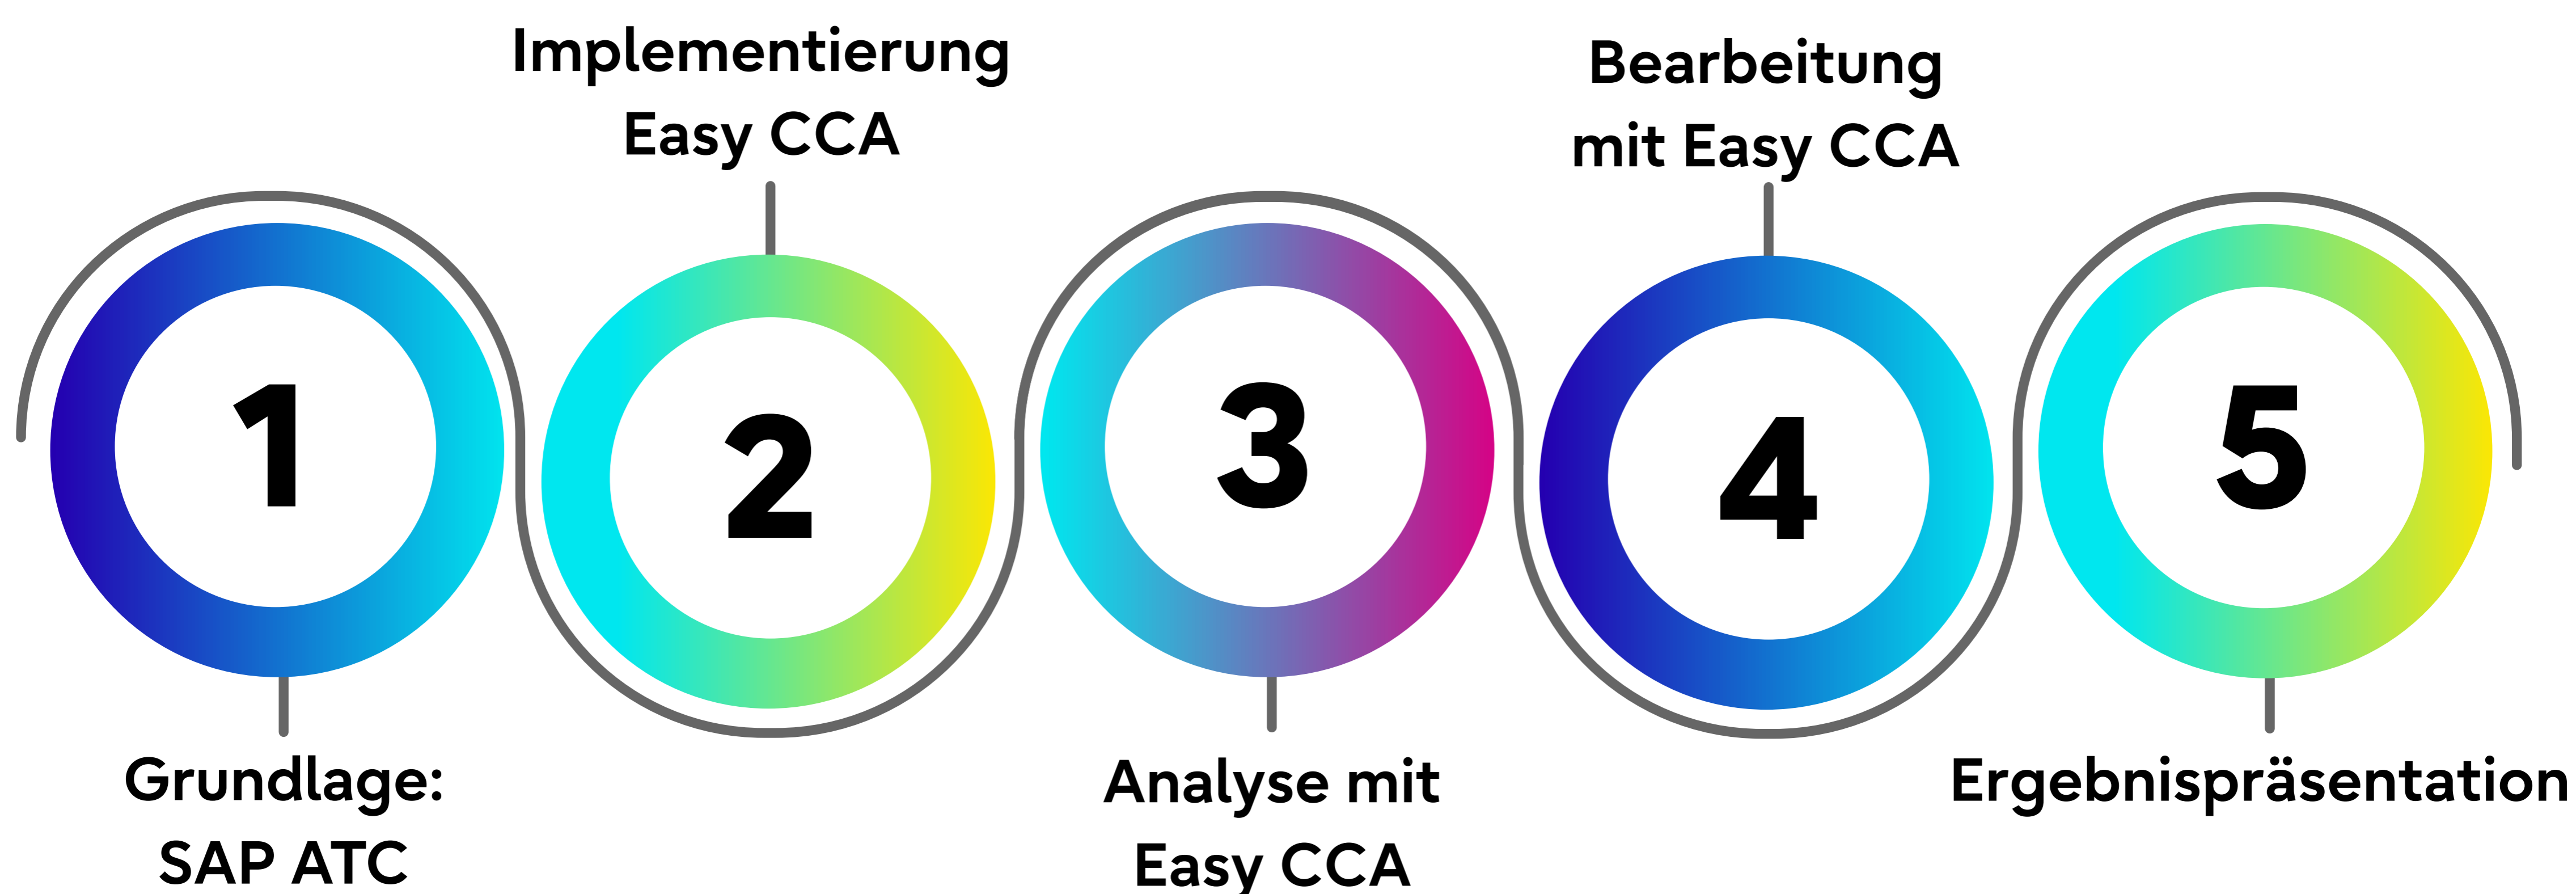 1
Grundlage:
SAP ATC
Implementierung
Easy CCA
2
3
Analyse mit
Easy CCA
Bearbeitung
mit Easy CCA
4
5
Ergebnispräsentation